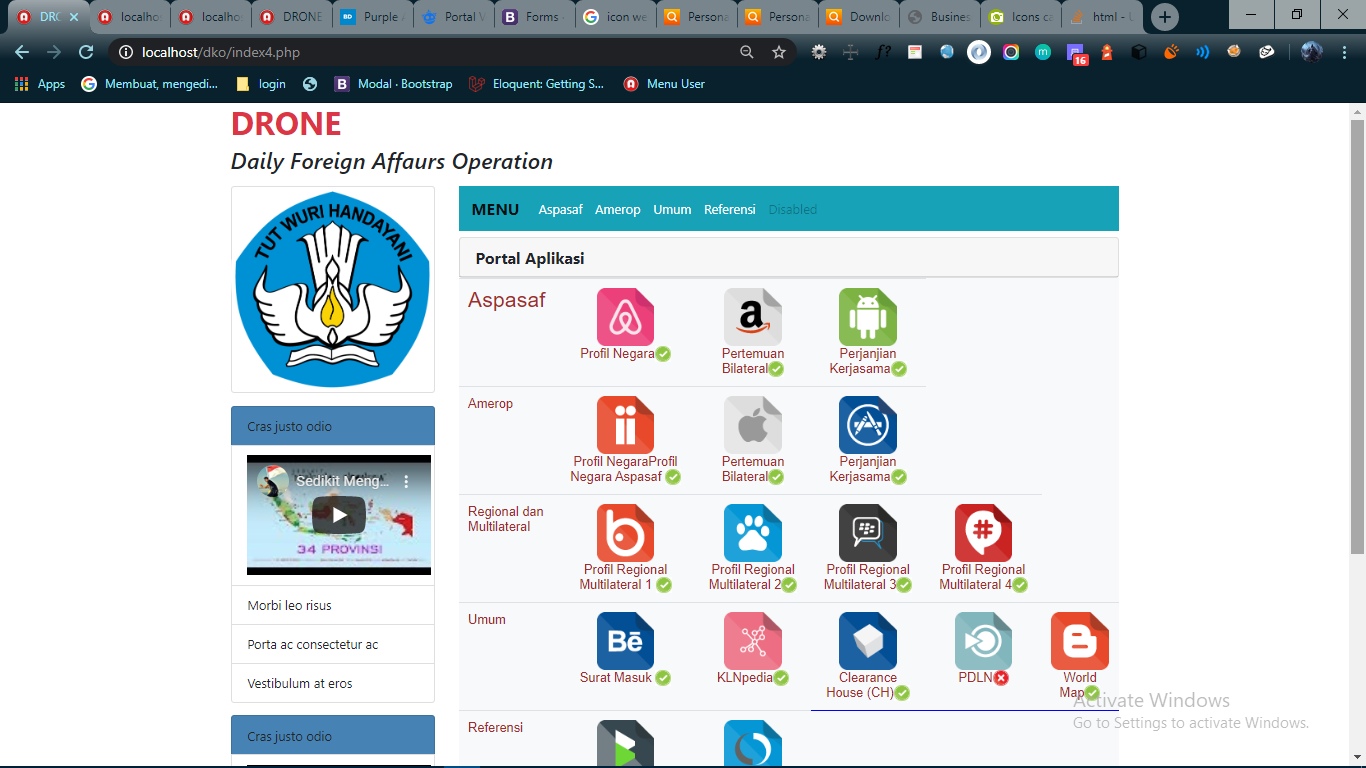 DRO
localhos
localhos
DRONE
Purple A
Portal V
Forms
icon we
Persona
Persona
Downlo
Busines
Icons ca
html - L
localhost/dko/index4.php
16
Apps
Membuat, mengedi...
login
Modal · Bootstrap
Eloquent: Getting S...
Menu User
DRONE
Daily Foreign Affaurs Operation
TUT WURI HANDAYANI
MENU Aspasaf Amerop Umum Referensi Disabled
Portal Aplikasi
Aspasaf
Profil Negara
Pertemuan
Bilateral
Perjanjian
Kerjasama
Amerop
Profil NegaraProfil
Negara Aspasaf
Pertemuan
Bilateral
Perjanjian
Kerjasama
Regional dan
Multilateral
Profil Regional
Multilateral 1
Profil Regional
Multilateral 2
Profil Regional
Multilateral 3
Profil Regional
Multilateral 4
Umum
Bē
Surat Masuk
KLNpedia
Clearance
House (CH)
PDLN
World
Map
Referensi
Cras justo odio
Sedikit Meng...
34 PROVINSI
Morbi leo risus
Porta ac consectetur ac
Vestibulum at eros
Cras justo odio
Activate Windows
Go to Settings to activate Windows.